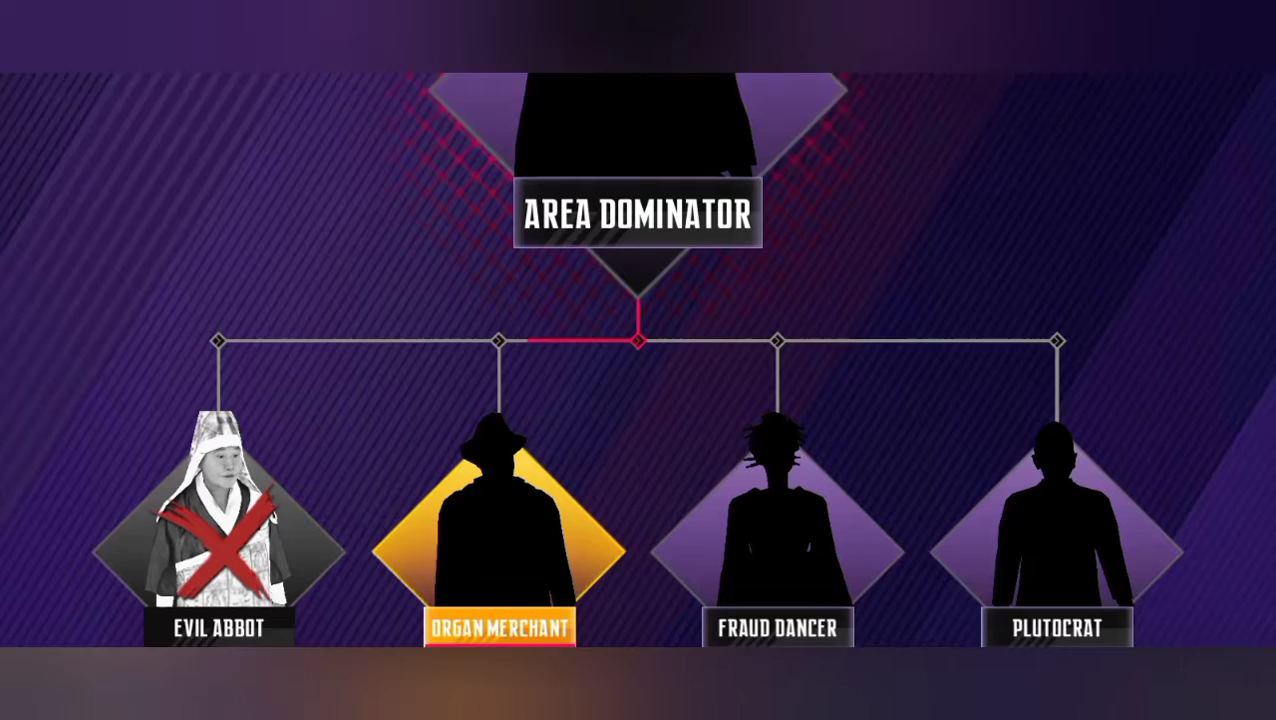 AREA DOMINATOR
EVIL ABBOT
ORGAN MERCHANT
FRAUD DANCER
PLUTOCRAT